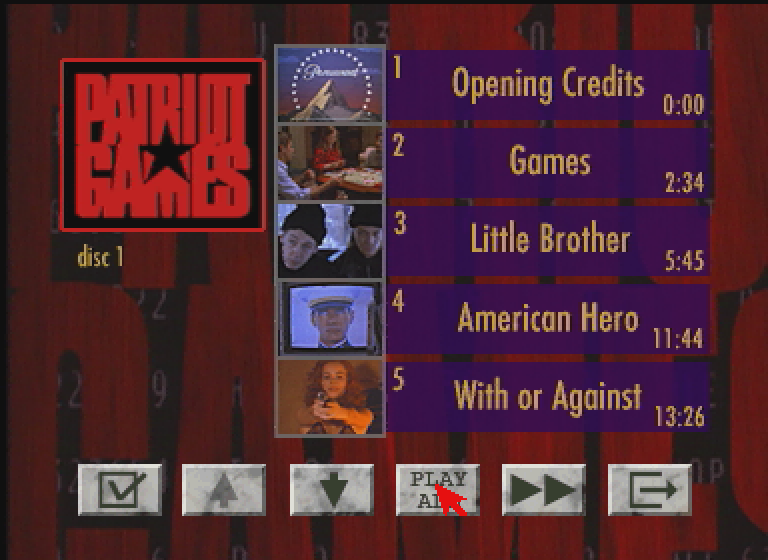 PATRIOT
GAMES
disc 1
Paramount
1
Opening Credits
0:00
2
Games
2:34
3
Little Brother
5:45
4
American Hero
11:44
5
With or Against
13:26
PLAY